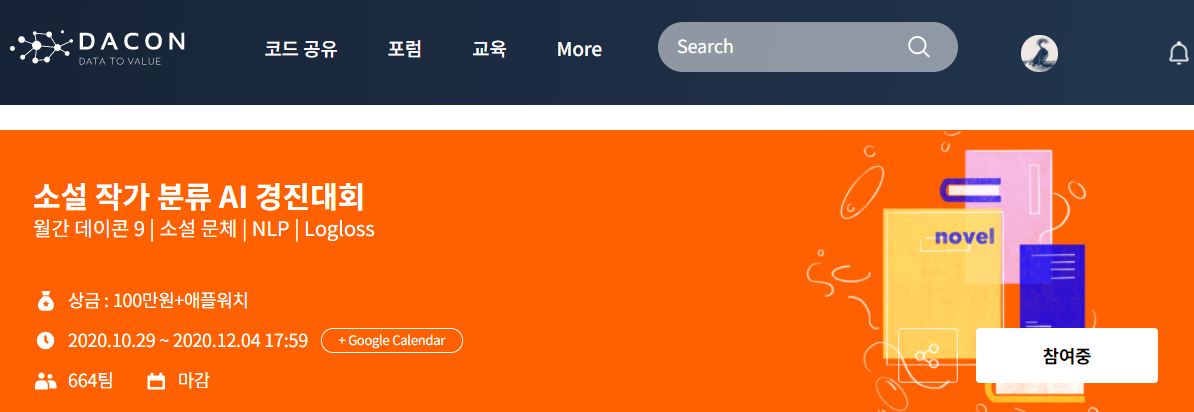 DACON
DATA TO VALUE
코드 공유
포럼
교육
More
Search
소설 작가 분류 AI 경진대회
월간 데이콘 9 | 소설 문체 | NLP | Logloss
novel
상금 : 100만원+애플워치
2020.10.29 ~ 2020.12.04 17:59
+ Google Calendar
664팀
마감
참여중